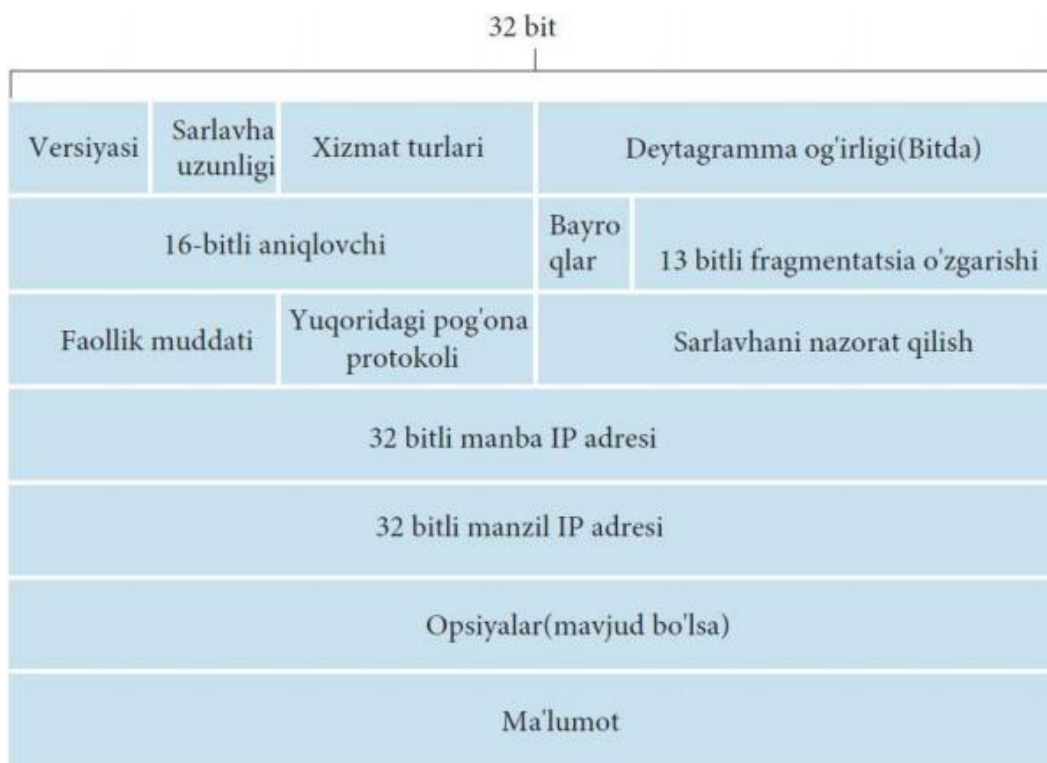 32 bit
Versiyasi
Sarlavha
uzunligi
Xizmat turlari
Deytagramma og'irligi(Bitda)
16-bitli aniqlovchi
Bayro
qlar
13 bitli fragmentatsia o'zgarishi
Faollik muddati
Yuqoridagi pog'ona
protokoli
Sarlavhani nazorat qilish
32 bitli manba IP adresi
32 bitli manzil IP adresi
Opsiyalar(mavjud bo'lsa)
Ma'lumot